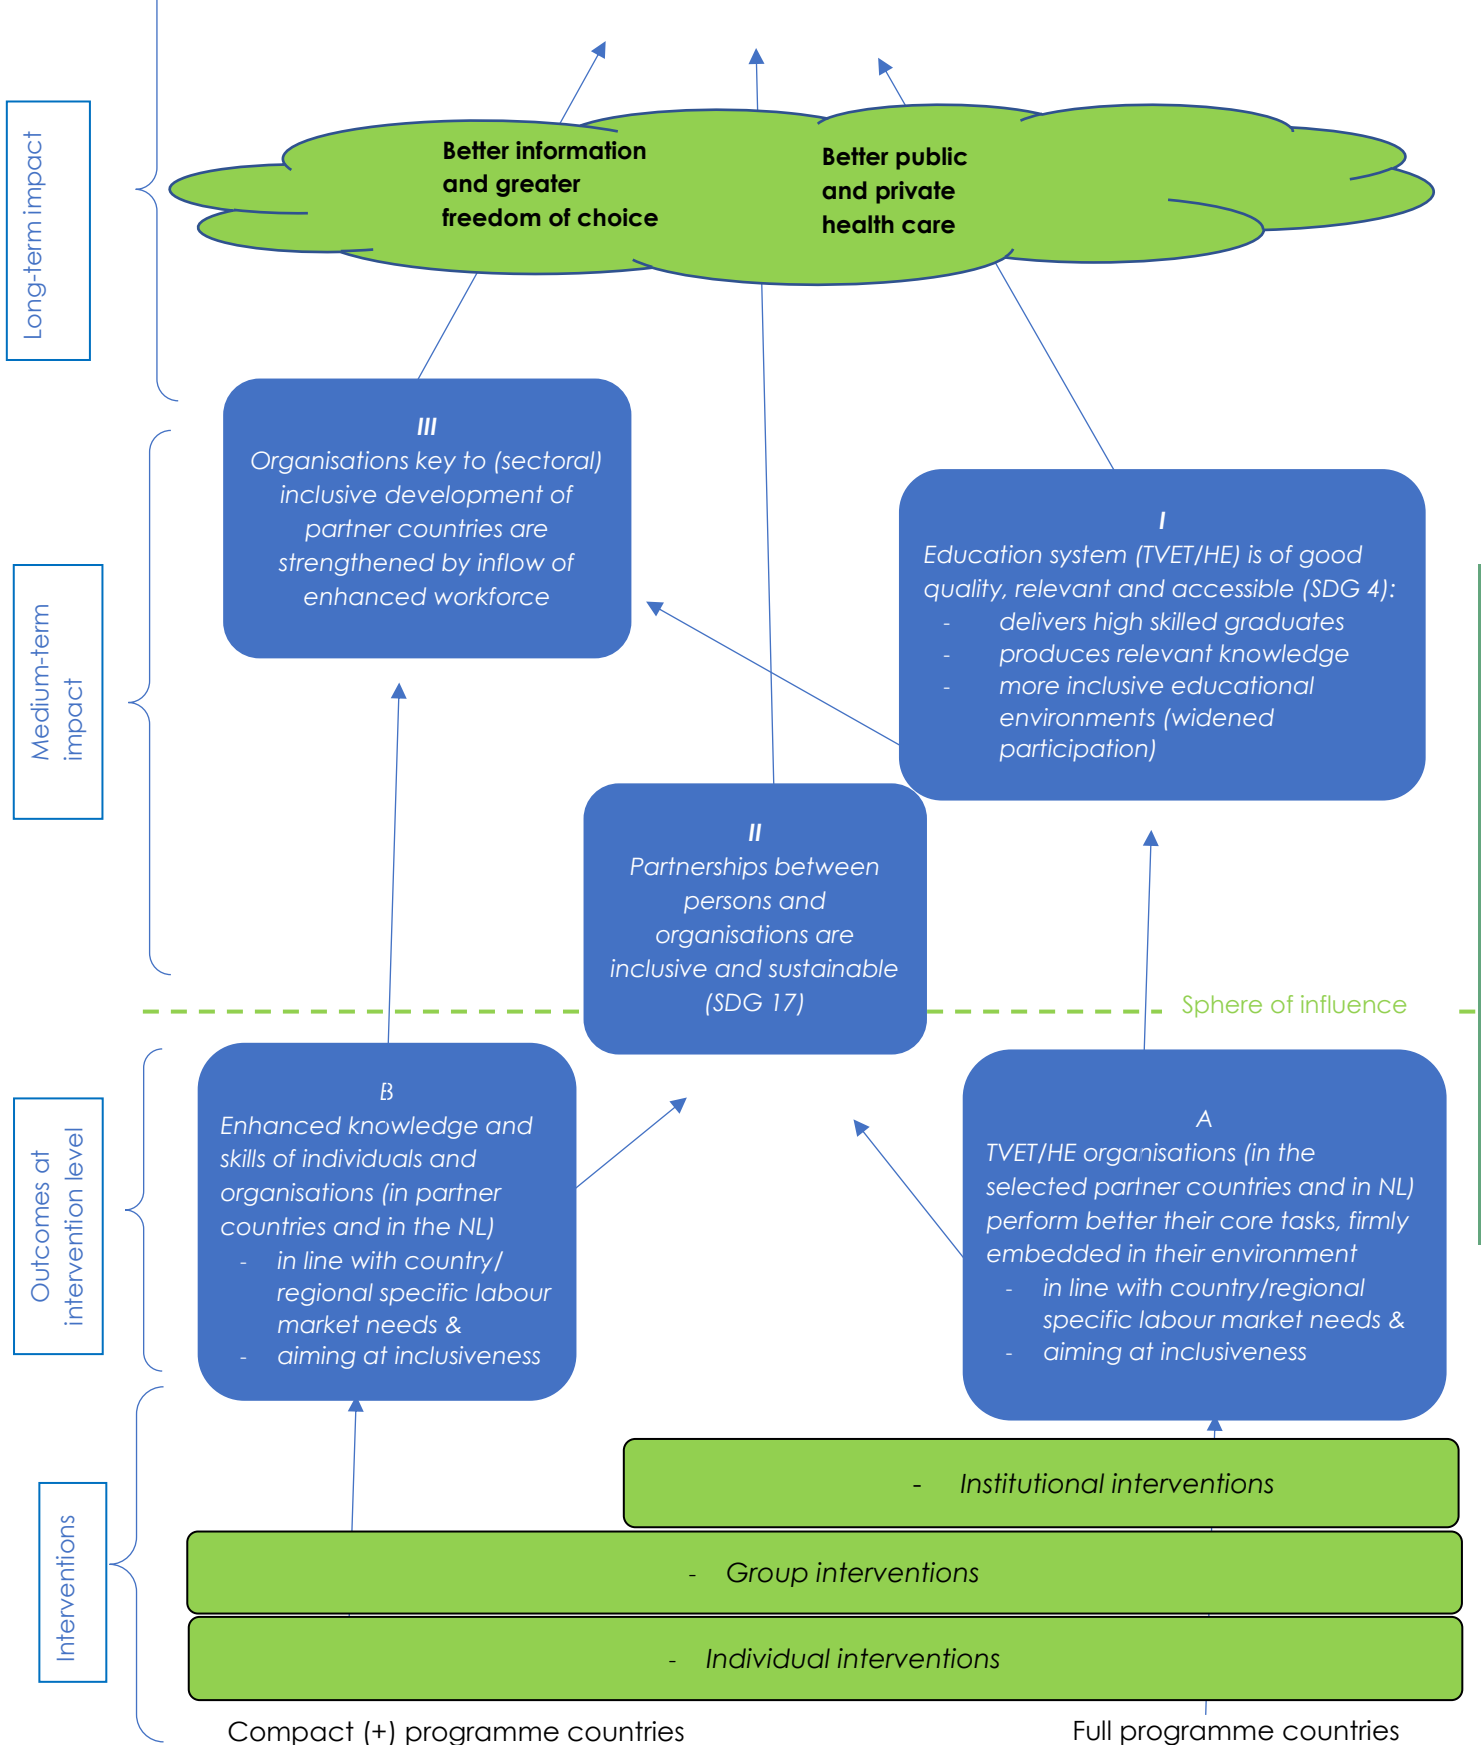 Long-term impact
Better information
and greater
freedom of choice
Better public
and private
health care
Medium-term
impact
III
Organisations key to (sectoral)
inclusive development of
partner countries are
strengthened by inflow of
enhanced workforce
I
Education system (TVET/HE) is of good
quality, relevant and accessible (SDG 4):
- delivers high skilled graduates
- produces relevant knowledge
- more inclusive educational
environments (widened
participation)
II
Partnerships between
persons and
organisations are
inclusive and sustainable
(SDG 17)
Sphere of influence
Outcomes at
intervention level
B
Enhanced knowledge and
skills of individuals and
organisations (in partner
countries and in the NL)
- in line with country/
regional specific labour
market needs &
- aiming at inclusiveness
A
TVET/HE organisations (in the
selected partner countries and in NL)
perform better their core tasks, firmly
embedded in their environment
- in line with country/regional
specific labour market needs &
- aiming at inclusiveness
Interventions
- Institutional interventions
- Group interventions
- Individual interventions
Compact (+) programme countries
Full programme countries